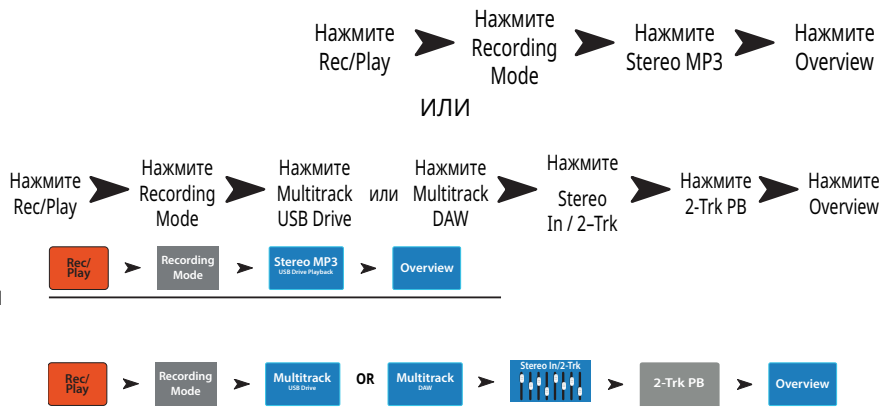 Нажмите
Rec/Play
Нажмите
Recording
Mode
Нажмите
Stereo MP3
Нажмите
Overview
ИЛИ
Нажмите
Rec/Play
Нажмите
Recording
Mode
Нажмите
Multitrack
USB Drive
или
Нажмите
Multitrack
DAW
Нажмите
Stereo
In / 2–Trk
Нажмите
2-Trk PB
Нажмите
Overview
Rec/
Play
Recording
Mode
Stereo MP3
USB Drive Playback
Overview
Rec/
Play
Recording
Mode
Multitrack
USB Drive
OR
Multitrack
DAW
Stereo In/2-Trk
2-Trk PB
Overview